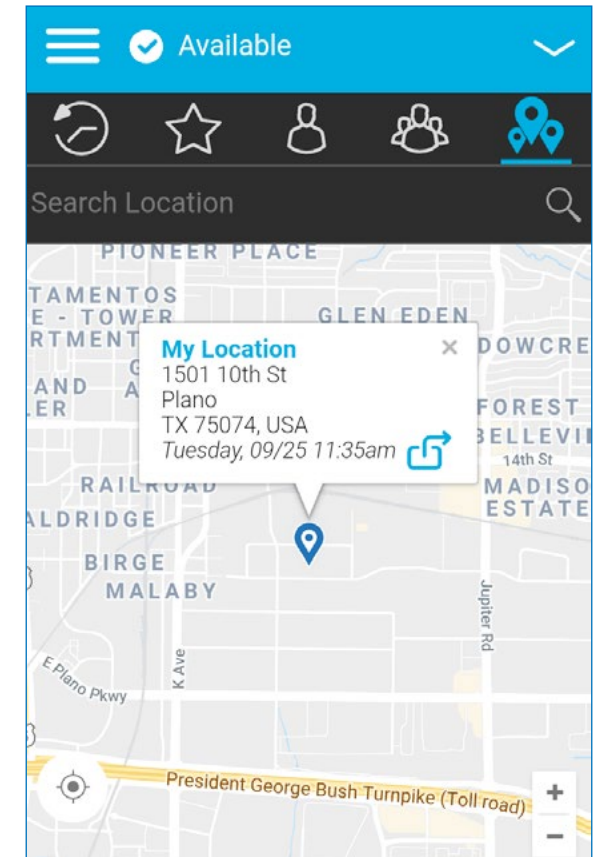 Available
Search Location
PIONEER PLACE
TAMENTOS
E - TOWER
RTMENT
GLEN EDEN
DOWCRE
My Location
×
1501 10th St
Plano
TX 75074, USA
Tuesday, 09/25 11:35am
G
AND A
ER
FOREST
BELLEVI
14th St
RAILROAD
MADISO
ESTATE
ALDRIDGE
BIRGE
MALABY
Jupiter Rd
K Ave
E Plano Pkwy
President George Bush Turnpike (Toll road)
+
−